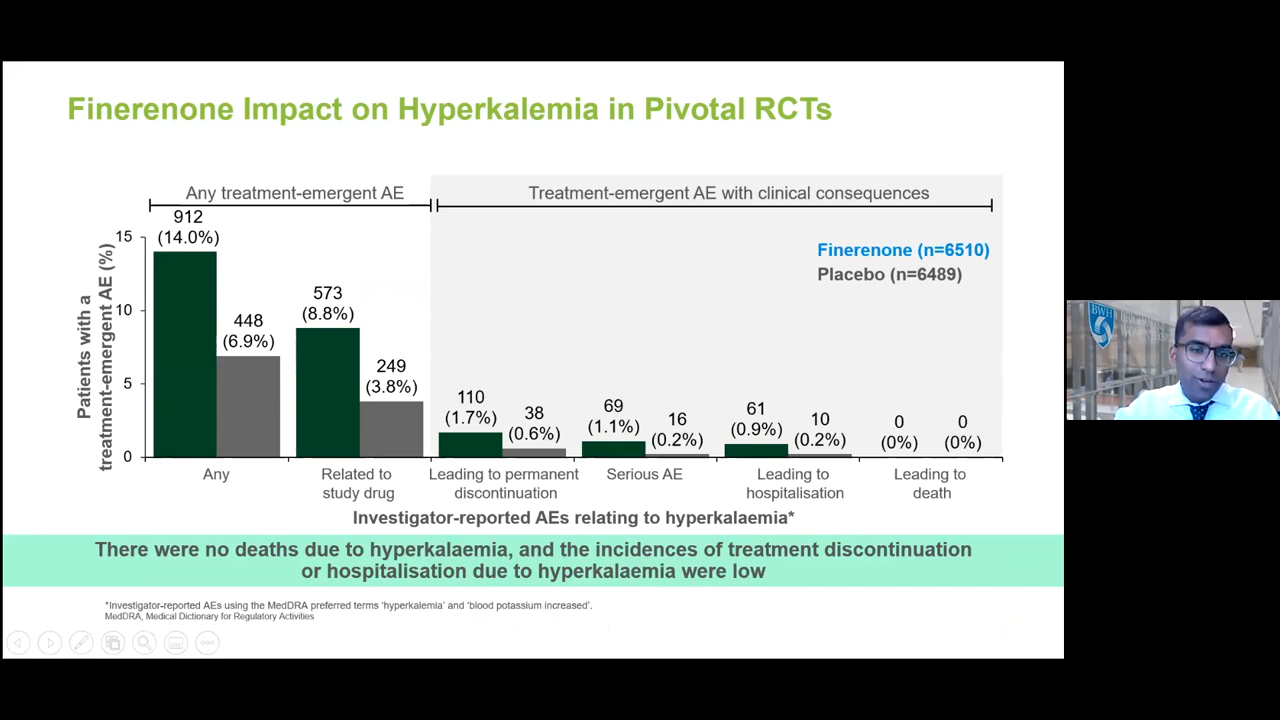 Finerenone Impact on Hyperkalemia in Pivotal RCTs
Any treatment-emergent AE
Treatment-emergent AE with clinical consequences
Patients with a
treatment-emergent AE (%)
15
10
5
0
912
(14.0%)
448
(6.9%)
573
(8.8%)
249
(3.8%)
110
(1.7%)
38
(0.6%)
69
(1.1%)
16
(0.2%)
61
(0.9%)
10
(0.2%)
0
(0%)
0
(0%)
Finerenone (n=6510)
Placebo (n=6489)
Any
Related to
study drug
Leading to permanent
discontinuation
Serious AE
Leading to
hospitalisation
Leading to
death
Investigator-reported AEs relating to hyperkalaemia*
There were no deaths due to hyperkalaemia, and the incidences of treatment discontinuation
or hospitalisation due to hyperkalaemia were low
*Investigator-reported AEs using the MedDRA preferred terms 'hyperkalemia' and 'blood potassium increased'.
MedDRA, Medical Dictionary for Regulatory Activities
BWH